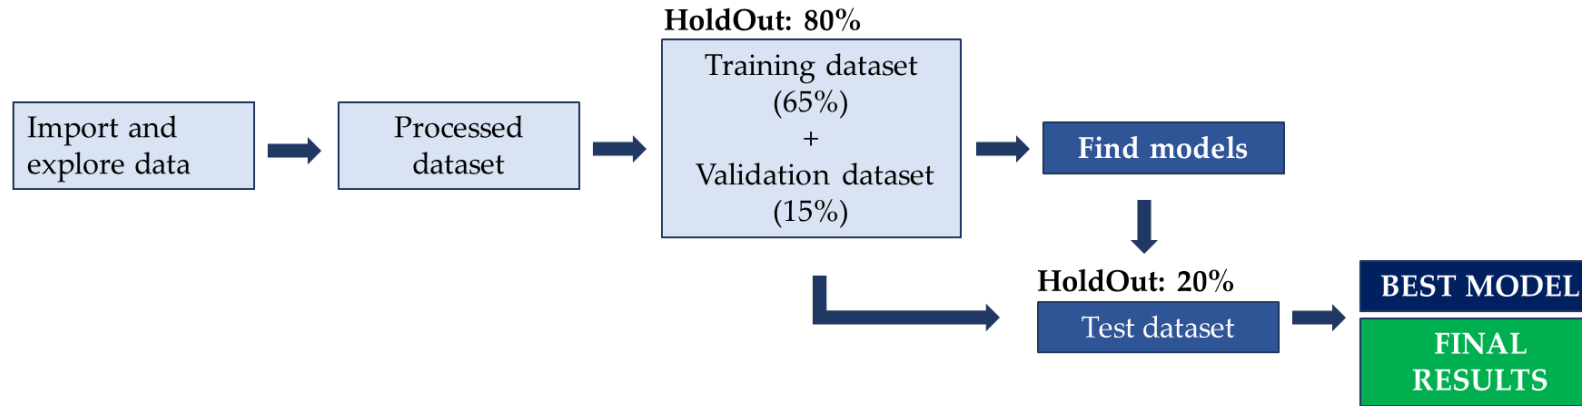 Import and
explore data
Processed
dataset
HoldOut: 80%
Training dataset
(65%)
+
Validation dataset
(15%)
Find models
HoldOut: 20%
Test dataset
BEST MODEL
FINAL
RESULTS